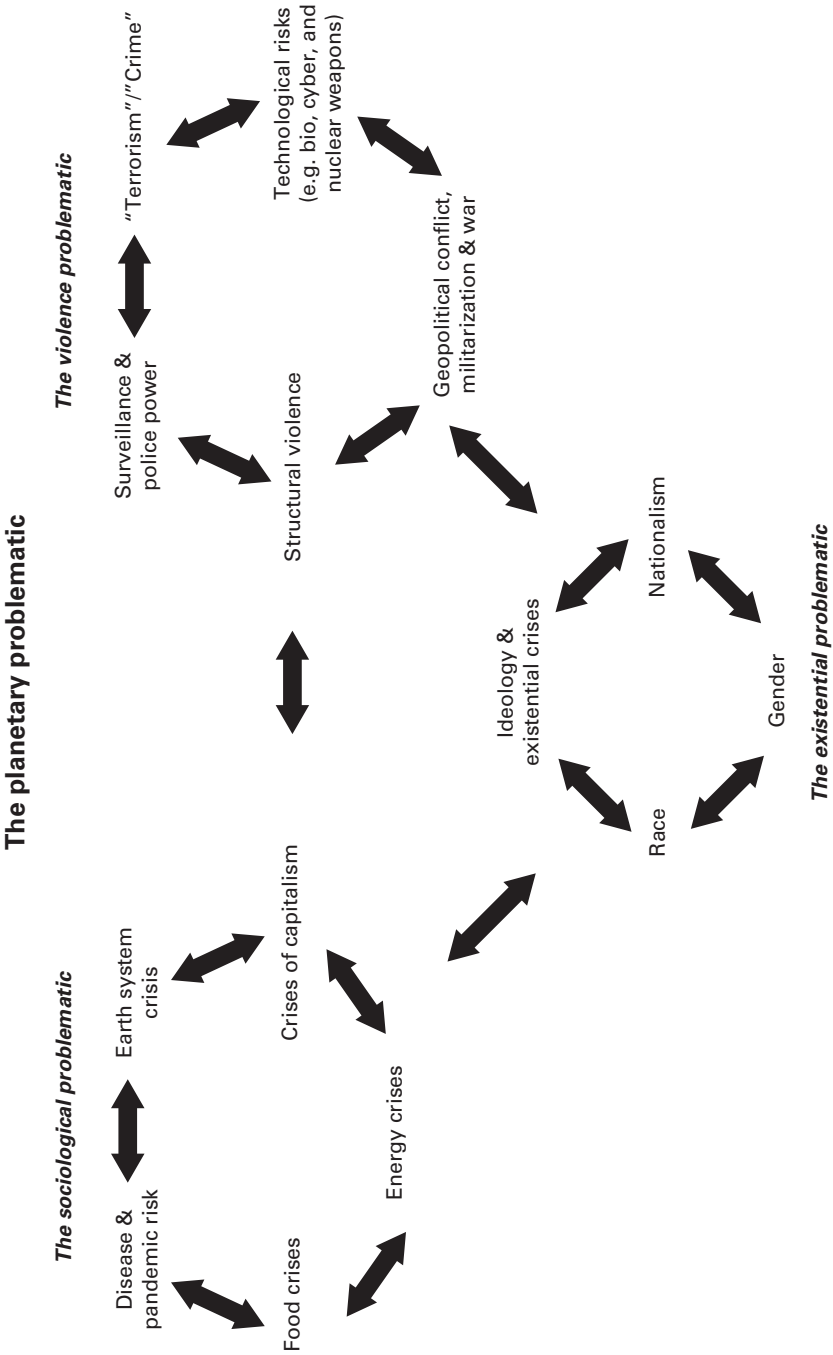 The planetary problematic
The sociological problematic
Disease &
pandemic risk
Earth system
crisis
Food crises
Crises of capitalism
Energy crises
The violence problematic
Surveillance &
police power
“Terrorism”/“Crime”
Structural violence
Technological risks
(e.g. bio, cyber, and
nuclear weapons)
Geopolitical conflict,
militarization & war
Ideology &
existential crises
Race
Nationalism
Gender
The existential problematic